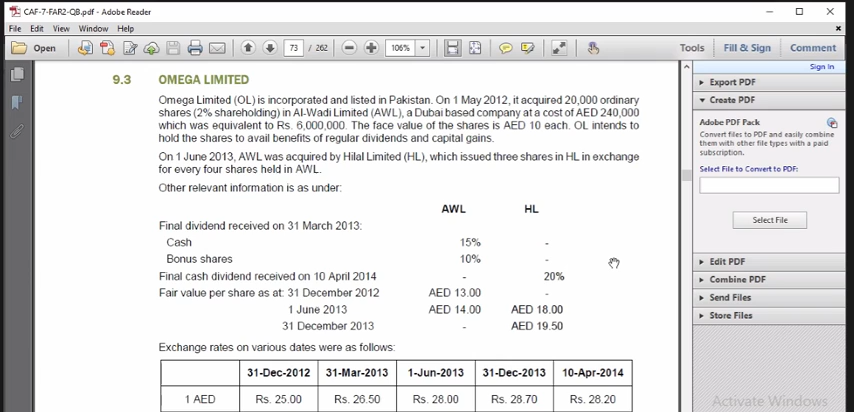 CAF-7-FAR2-QB.pdf - Adobe Reader
File Edit View Window Help
Open 73 / 262 106% Tools Fill & Sign Comment
Sign In
Export PDF
Create PDF
Adobe PDF Pack
Convert files to PDF and easily combine
them with other file types with a paid
subscription.
Select File to Convert to PDF:
Select File
Edit PDF
Combine PDF
Send Files
Store Files
9.3 OMEGA LIMITED
Omega Limited (OL) is incorporated and listed in Pakistan. On 1 May 2012, it acquired 20,000 ordinary
shares (2% shareholding) in Al-Wadi Limited (AWL), a Dubai based company at a cost of AED 240,000
which was equivalent to Rs. 6,000,000. The face value of the shares is AED 10 each. OL intends to
hold the shares to avail benefits of regular dividends and capital gains.
On 1 June 2013, AWL was acquired by Hilal Limited (HL), which issued three shares in HL in exchange
for every four shares held in AWL.
Other relevant information is as under:
AWL HL
Final dividend received on 31 March 2013:
Cash 15% -
Bonus shares 10% -
Final cash dividend received on 10 April 2014 - 20%
Fair value per share as at: 31 December 2012 AED 13.00 -
1 June 2013 AED 14.00 AED 18.00
31 December 2013 - AED 19.50
Exchange rates on various dates were as follows:
31-Dec-2012 31-Mar-2013 1-Jun-2013 31-Dec-2013 10-Apr-2014
1 AED Rs. 25.00 Rs. 26.50 Rs. 28.00 Rs. 28.70 Rs. 28.20
Activate Windows